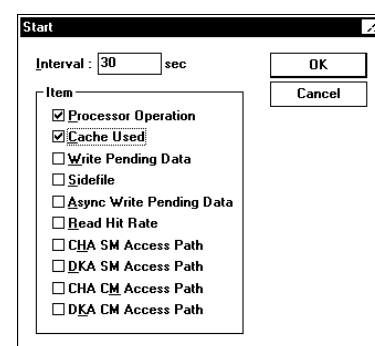 Start
Interval : 30 sec
OK
Cancel
Item
Processor Operation
Cache Used
Write Pending Data
Sidefile
Async Write Pending Data
Read Hit Rate
CHA SM Access Path
DKA SM Access Path
CHA CM Access Path
DKA CM Access Path